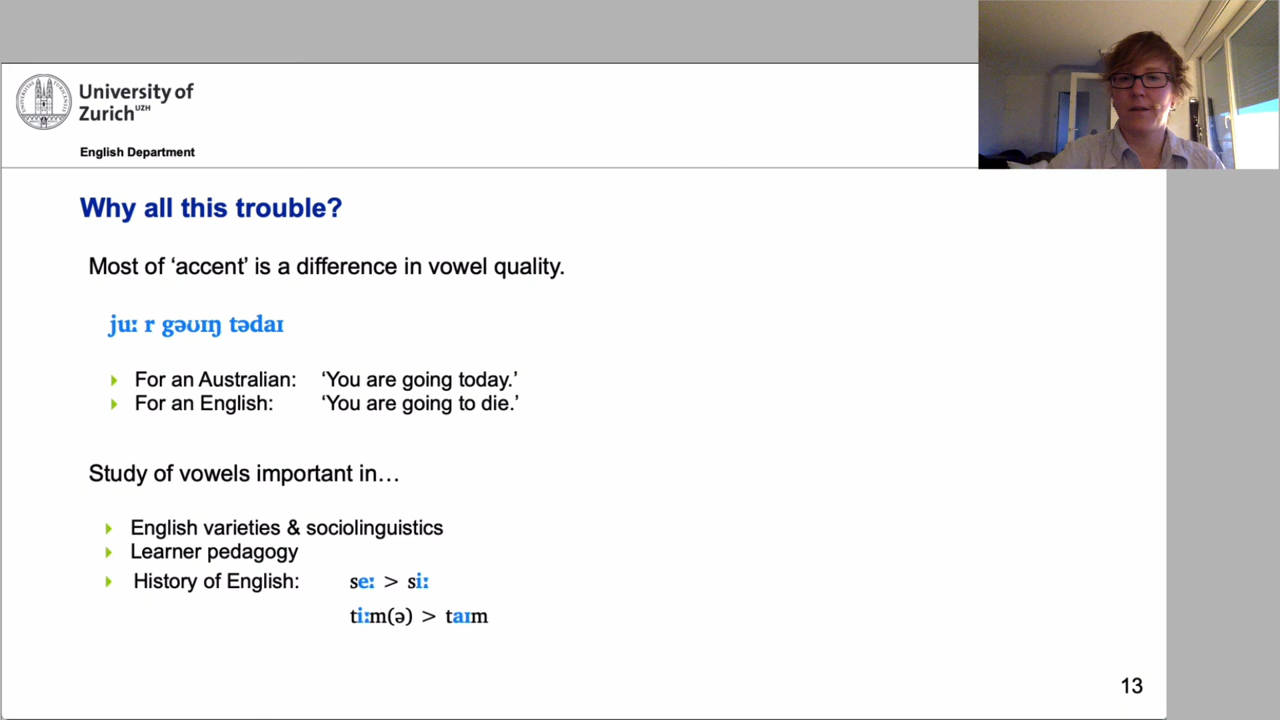 University of
Zurich UZH
English Department
Why all this trouble?
Most of ‘accent’ is a difference in vowel quality.
juː r gəʊɪŋ tədaɪ
For an Australian: ‘You are going today.’
For an English: ‘You are going to die.’
Study of vowels important in…
English varieties & sociolinguistics
Learner pedagogy
History of English: seː > siː
tiːm(ə) > taɪm
13